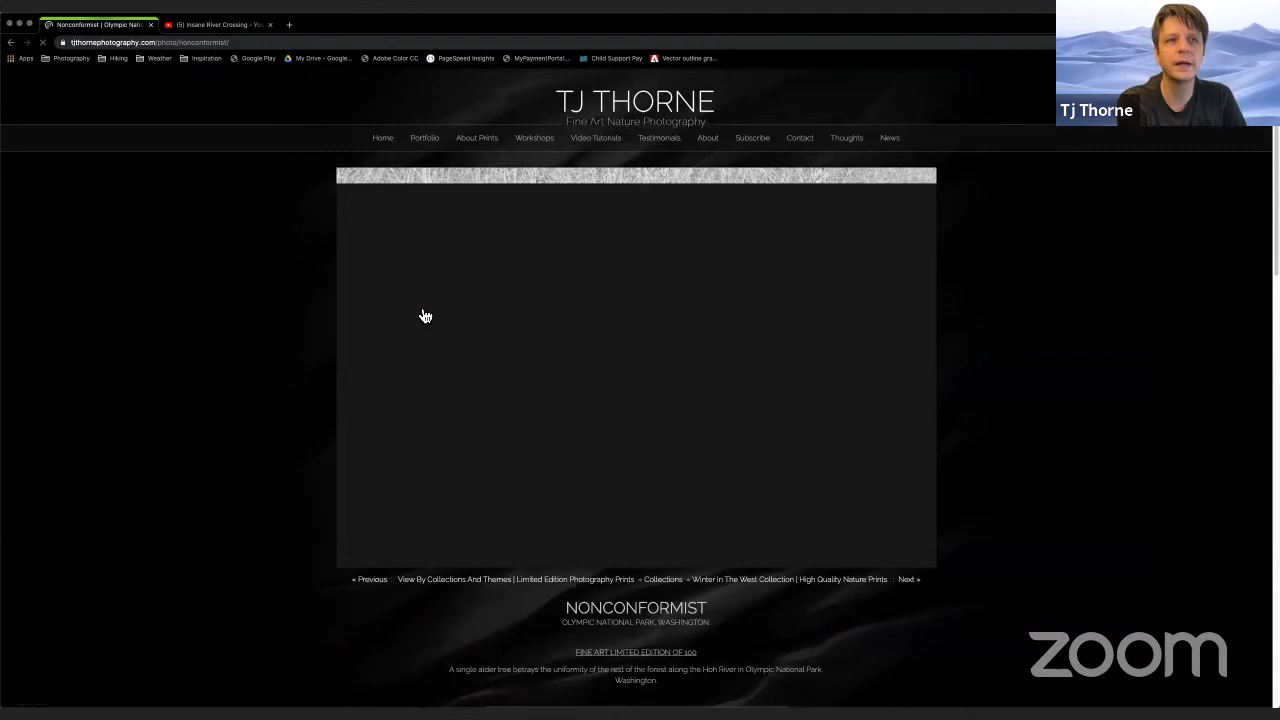 Nonconformist | Olympic Natio
(5) Insane River Crossing - You
tjthornephotography.com/photo/nonconformist/
Apps Photography Hiking Weather Inspiration Google Play My Drive - Google... Adobe Color CC PageSpeed Insights MyPaymentPortal... Child Support Pay Vector outline gra...
Tj Thorne
TJ THORNE
Fine Art Nature Photography
Home Portfolio About Prints Workshops Video Tutorials Testimonials About Subscribe Contact Thoughts News
« Previous : View By Collections And Themes | Limited Edition Photography Prints « Collections « Winter In The West Collection | High Quality Nature Prints : Next »
NONCONFORMIST
OLYMPIC NATIONAL PARK, WASHINGTON.
FINE ART LIMITED EDITION OF 100
A single alder tree betrays the uniformity of the rest of the forest along the Hoh River in Olympic National Park.
Washington.
zoom